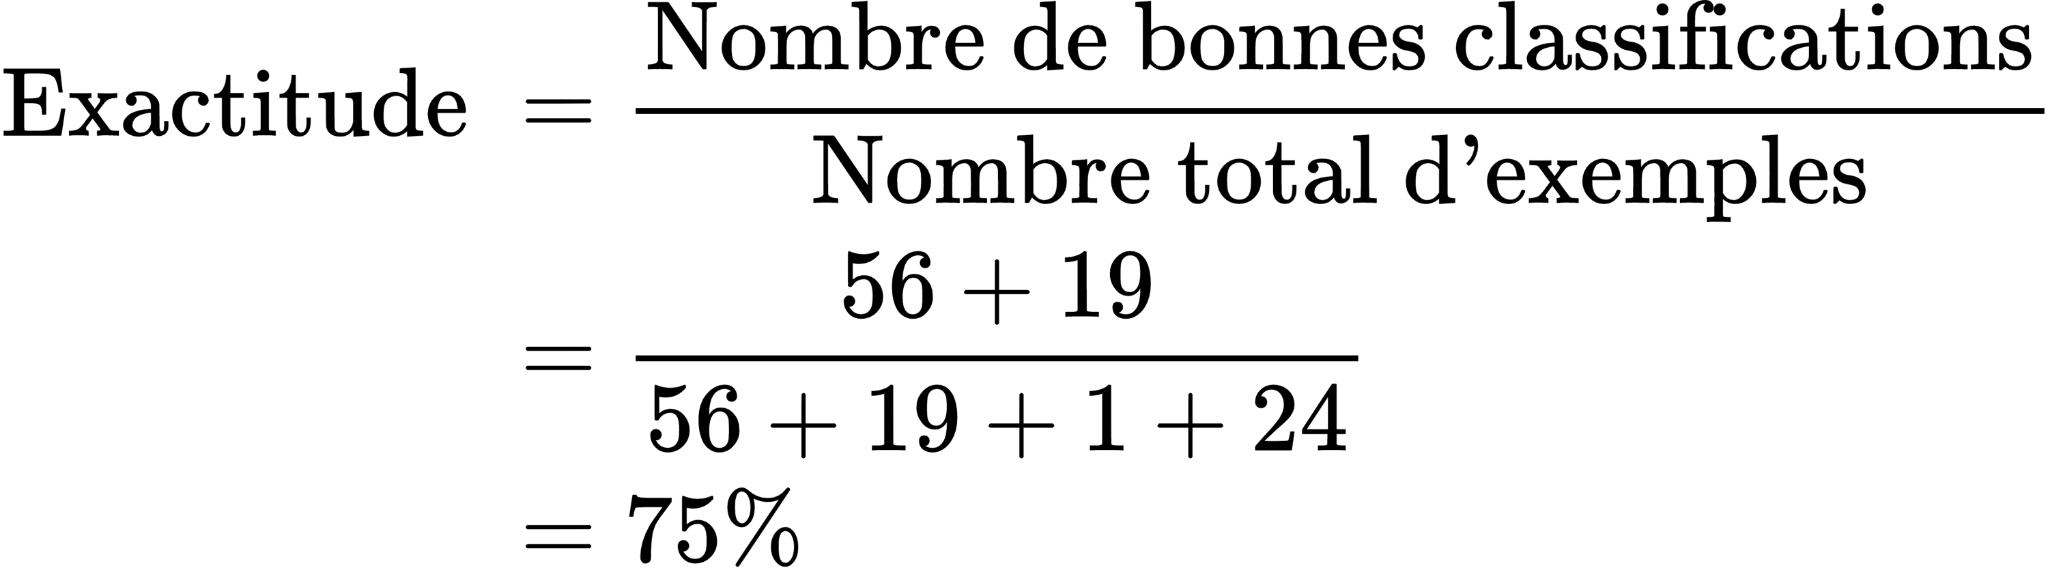 Exactitude = Nombre de bonnes classifications
Nombre total d’exemples
= 56 + 19
56 + 19 + 1 + 24
= 75%